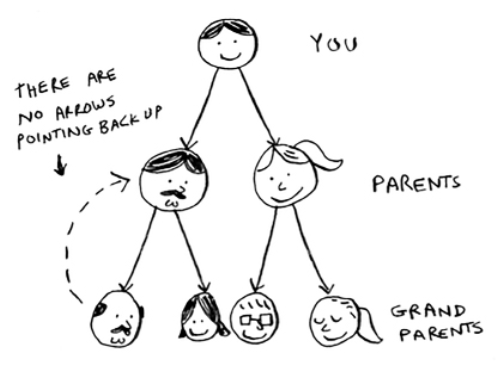 YOU
THERE ARE
NO ARROWS
POINTING BACK UP
PARENTS
GRAND
PARENTS